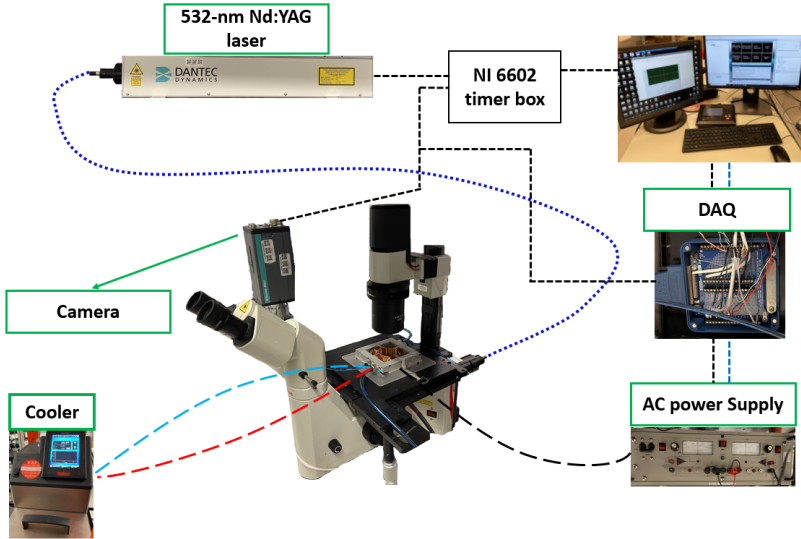 532-nm Nd:YAG
laser
DANTEC
DYNAMICS
NI 6602
timer box
DAQ
Camera
Cooler
AC power Supply